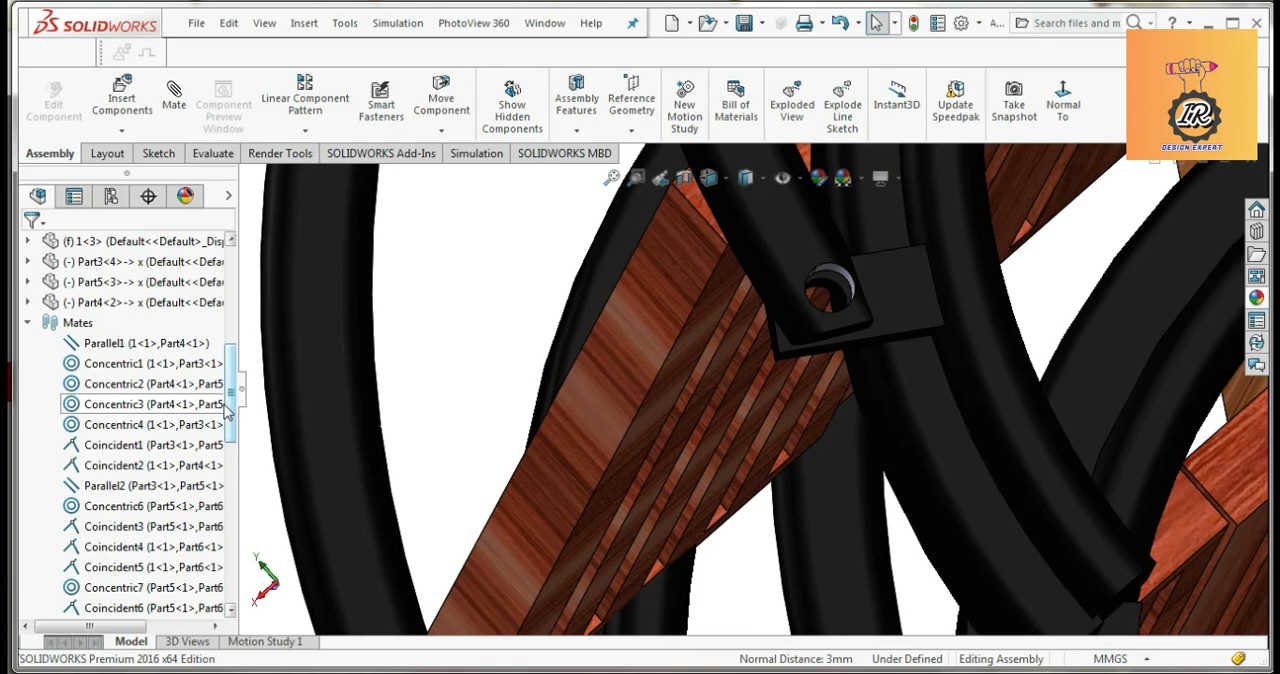 SOLIDWORKS
File Edit View Insert Tools Simulation PhotoView 360 Window Help
A... Search files and m
?
Edit Component
Insert Components
Mate
Component Preview Window
Linear Component Pattern
Smart Fasteners
Move Component
Show Hidden Components
Assembly Features
Reference Geometry
New Motion Study
Bill of Materials
Exploded View
Explode Line Sketch
Instant3D
Update Speedpak
Take Snapshot
Normal To
IR
DESIGN EXPERT
Assembly Layout Sketch Evaluate Render Tools SOLIDWORKS Add-Ins Simulation SOLIDWORKS MBD
(f) 1<3> (Default<<Default>_Disp
(-) Part3<4>-> x (Default<<Defau
(-) Part5<3>-> x (Default<<Defau
(-) Part4<2>-> x (Default<<Defau
Mates
Parallel1 (1<1>,Part4<1>)
Concentric1 (1<1>,Part3<1>
Concentric2 (Part4<1>,Part5
Concentric3 (Part4<1>,Part5
Concentric4 (1<1>,Part3<1>
Coincident1 (Part3<1>,Part5
Coincident2 (1<1>,Part4<1>
Parallel2 (Part3<1>,Part5<1>
Concentric6 (Part5<1>,Part6
Coincident3 (Part5<1>,Part6
Coincident4 (1<1>,Part6<1>
Coincident5 (1<1>,Part6<1>
Concentric7 (Part5<1>,Part6
Coincident6 (Part5<1>,Part6
Y
X
Model 3D Views Motion Study 1
SOLIDWORKS Premium 2016 x64 Edition Normal Distance: 3mm Under Defined Editing Assembly MMGS